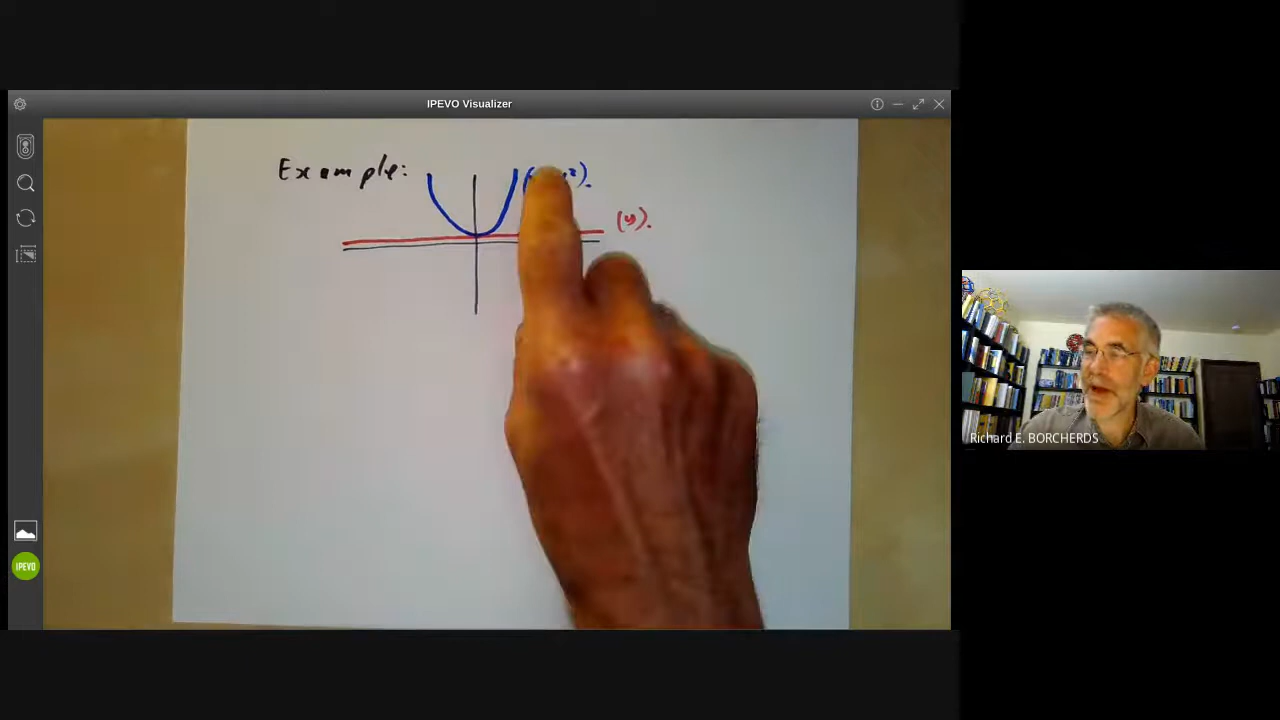 IPEVO Visualizer
Example:
(y).
IPEVO
Richard E. BORCHERDS